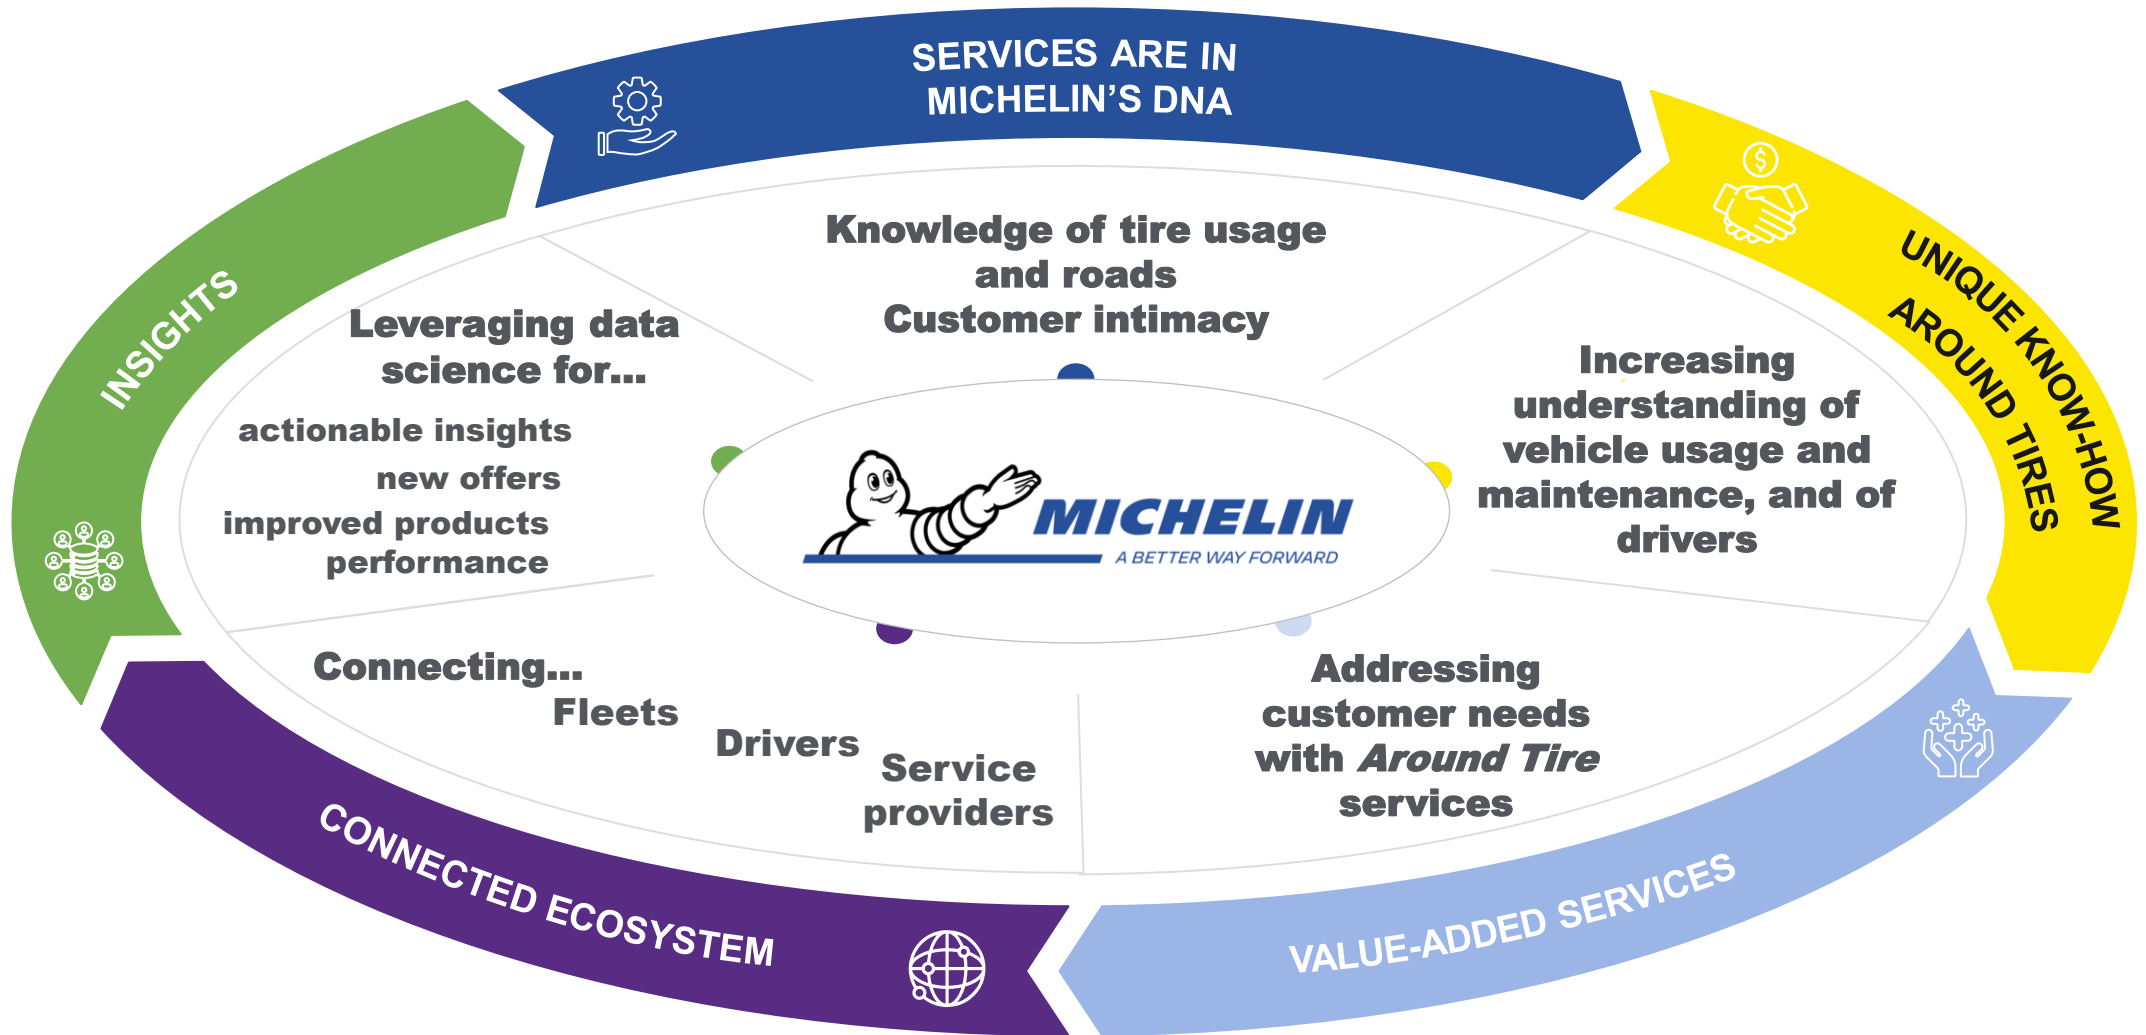 SERVICES ARE IN
MICHELIN’S DNA
Knowledge of tire usage
and roads
Customer intimacy
UNIQUE KNOW-HOW
AROUND TIRES
Increasing
understanding of
vehicle usage and
maintenance, and of
drivers
VALUE-ADDED SERVICES
Addressing
customer needs
with Around Tire
services
CONNECTED ECOSYSTEM
Connecting...
Fleets
Drivers
Service
providers
INSIGHTS
Leveraging data
science for...
actionable insights
new offers
improved products
performance
MICHELIN
A BETTER WAY FORWARD
$